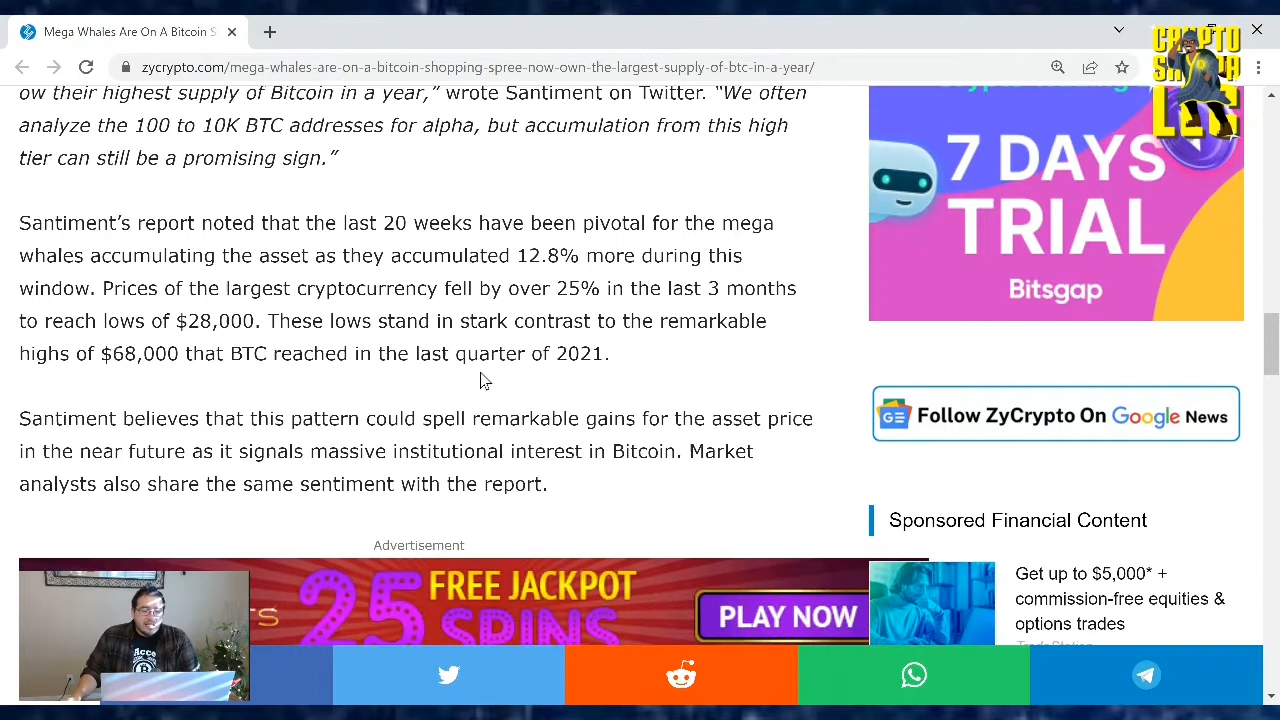 Mega Whales Are On A Bitcoin S
zycrypto.com/mega-whales-are-on-a-bitcoin-shopping
now-own-the-largest-supply-of-btc-in-a-year/
CRYPTO
ow their highest supply of Bitcoin in a year,” wrote Santiment on Twitter. “We often
analyze the 100 to 10K BTC addresses for alpha, but accumulation from this high
tier can still be a promising sign.”
Santiment’s report noted that the last 20 weeks have been pivotal for the mega
whales accumulating the asset as they accumulated 12.8% more during this
window. Prices of the largest cryptocurrency fell by over 25% in the last 3 months
to reach lows of $28,000. These lows stand in stark contrast to the remarkable
highs of $68,000 that BTC reached in the last quarter of 2021.
Santiment believes that this pattern could spell remarkable gains for the asset price
in the near future as it signals massive institutional interest in Bitcoin. Market
analysts also share the same sentiment with the report.
Advertisement
25 FREE JACKPOT
SPINS
PLAY NOW
7 DAYS
TRIAL
Bitsgap
Follow ZyCrypto On Google News
Sponsored Financial Content
Get up to $5,000* +
commission-free equities &
options trades
TradeStation